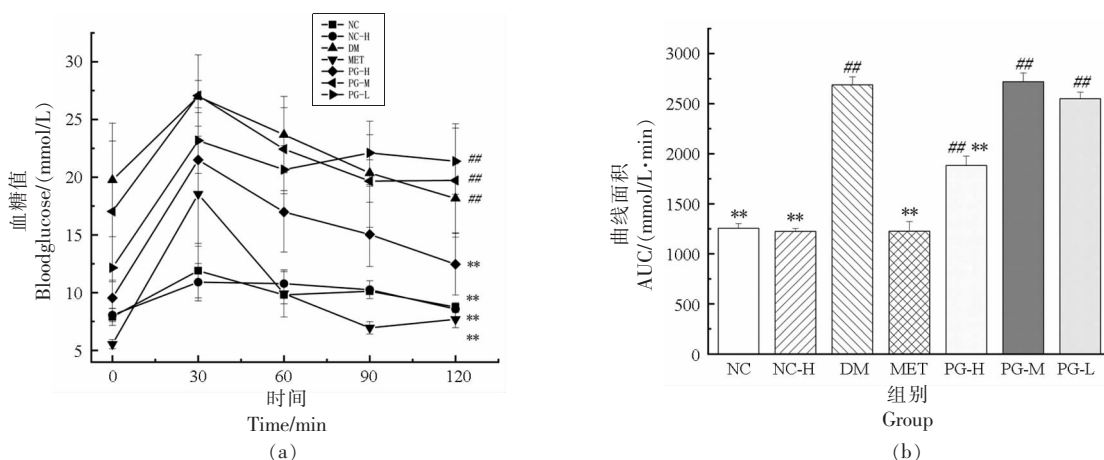 NC
NC-H
DM
MET
PG-H
PG-M
PG-L
血糖值
Bloodglucose/(mmol/L)
30
25
20
15
10
5
##
##
##
**
**
**
**
0 30 60 90 120
时间
Time/min
(a)
曲线面积
AUC/(mmol/L·min)
3000
2500
2000
1500
1000
500
0
** ** ## ** ## ** ## ##
NC NC-H DM MET PG-H PG-M PG-L
组别
Group
(b)